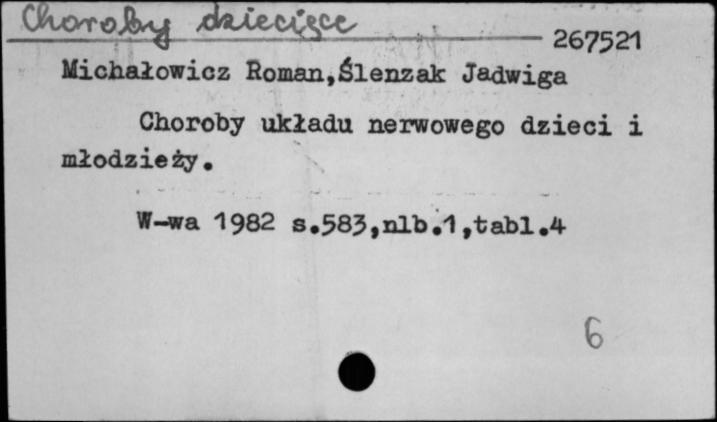 Choroby dziecięce
267521
Michałowicz Roman,Ślenzak Jadwiga
Choroby układu nerwowego dzieci i
młodzieży.
W-wa 1982 s.583,nlb.1,tabl.4
6